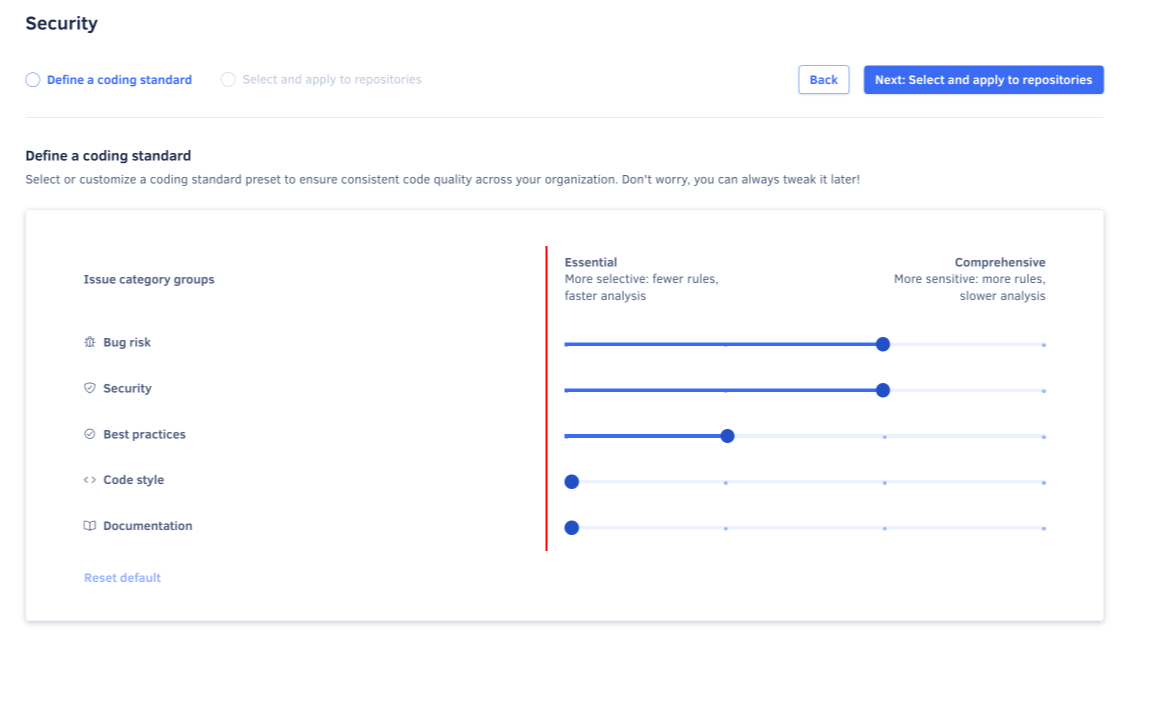 Security
Define a coding standard
Select and apply to repositories
Back
Next: Select and apply to repositories
Define a coding standard
Select or customize a coding standard preset to ensure consistent code quality across your organization. Don't worry, you can always tweak it later!
Issue category groups
Essential
More selective: fewer rules,
faster analysis
Comprehensive
More sensitive: more rules,
slower analysis
Bug risk
Security
Best practices
Code style
Documentation
Reset default